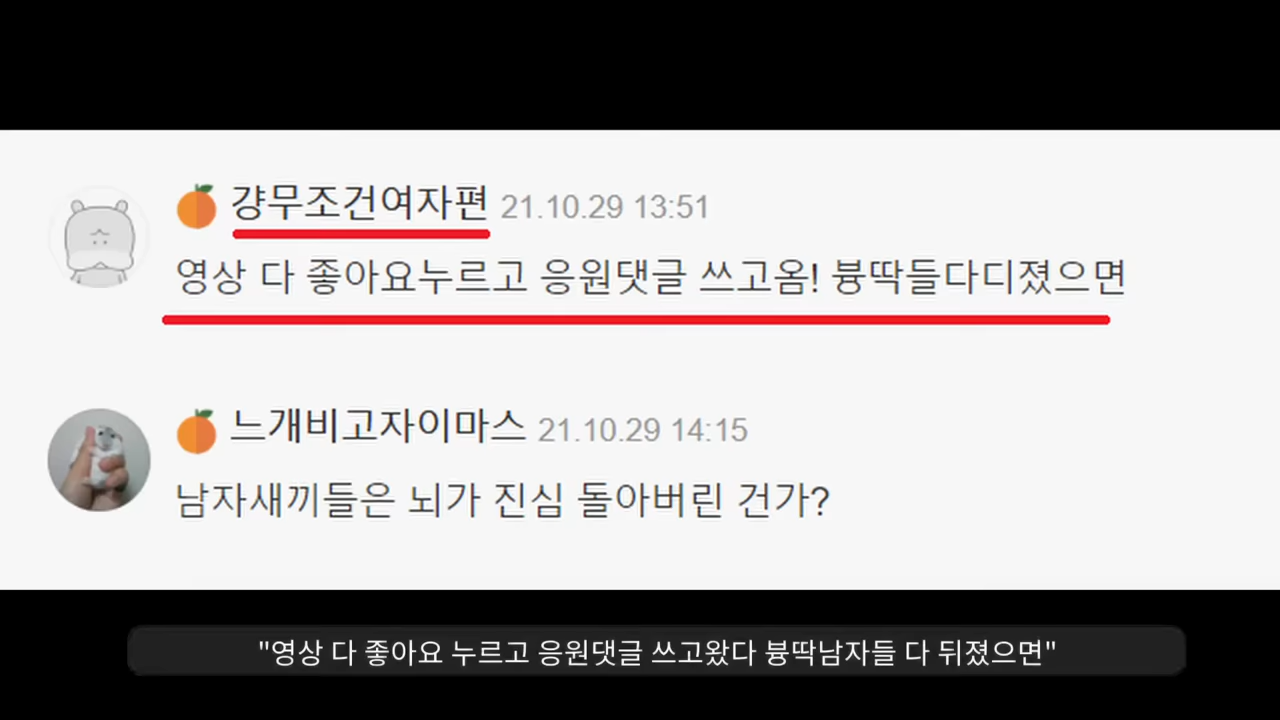 걍무조건여자편 21.10.29 13:51
영상 다 좋아요누르고 응원댓글 쓰고옴! 븅딱들다디졌으면
느개비고자이마스 21.10.29 14:15
남자새끼들은 뇌가 진심 돌아버린 건가?
"영상 다 좋아요 누르고 응원댓글 쓰고왔다 븅딱남자들 다 뒤졌으면"